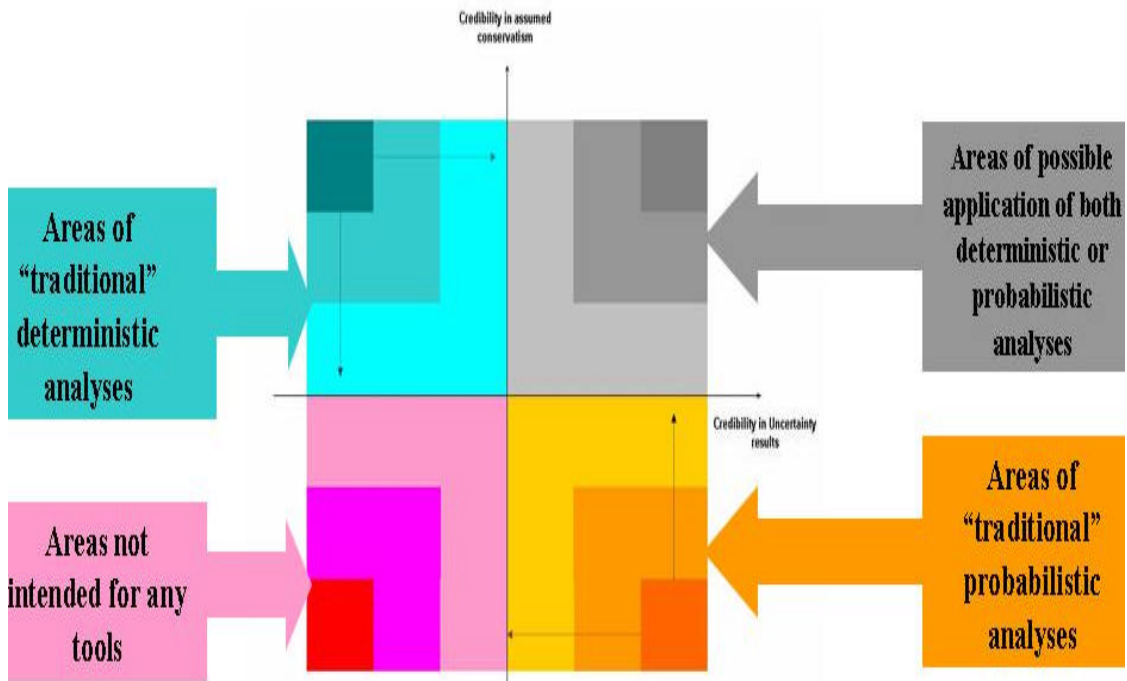 Credibility in assumed
conservatism
Areas of
“traditional”
deterministic
analyses
Areas of possible
application of both
deterministic or
probabilistic
analyses
Credibility in Uncertainty
results
Areas not
intended for any
tools
Areas of
“traditional”
probabilistic
analyses